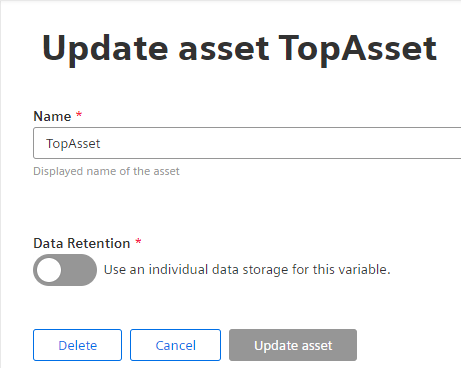 Update asset TopAsset
Name *
TopAsset
Displayed name of the asset
Data Retention *
Use an individual data storage for this variable.
Delete Cancel Update asset